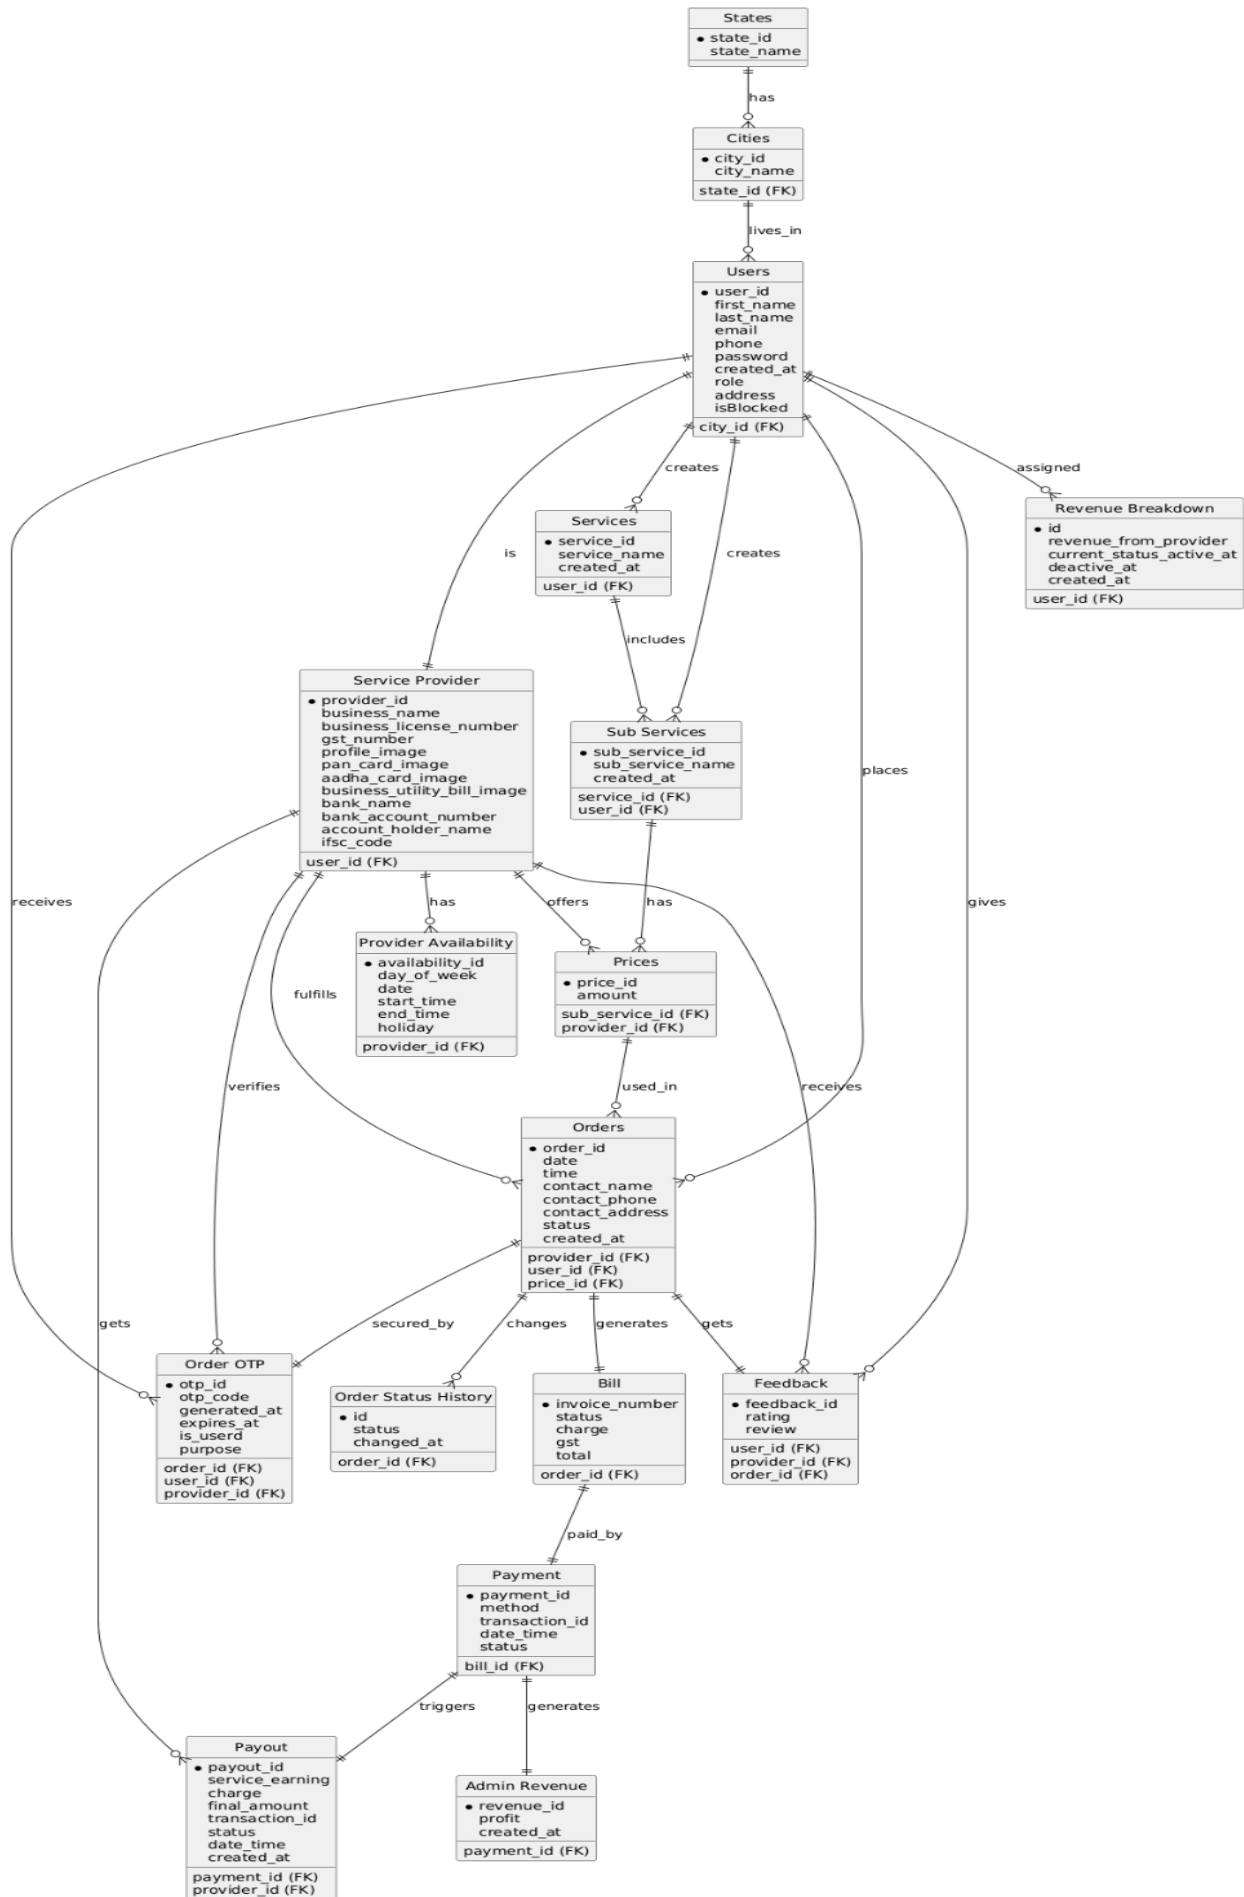 States
state_id
state_name
has
Cities
city_id
city_name
state_id (FK)
lives_in
Users
user_id
first_name
last_name
email
phone
password
created_at
role
address
isBlocked
city_id (FK)
creates
assigned
Revenue Breakdown
id
revenue_from_provider
current_status_active_at
deactive_at
created_at
user_id (FK)
Services
service_id
service_name
created_at
user_id (FK)
is
creates
includes
Service Provider
provider_id
business_name
business_license_number
gst_number
profile_image
pan_card_image
aadha_card_image
business_utility_bill_image
bank_name
bank_account_number
account_holder_name
ifsc_code
user_id (FK)
Sub Services
sub_service_id
sub_service_name
created_at
service_id (FK)
user_id (FK)
places
receives
has
offers
has
gives
Provider Availability
availability_id
day_of_week
date
start_time
end_time
holiday
provider_id (FK)
Prices
price_id
amount
sub_service_id (FK)
provider_id (FK)
fulfills
verifies
used_in
receives
Orders
order_id
date
time
contact_name
contact_phone
contact_address
status
created_at
provider_id (FK)
user_id (FK)
price_id (FK)
gets
secured_by
changes
generates
gets
Order OTP
otp_id
otp_code
generated_at
expires_at
is_userd
purpose
order_id (FK)
user_id (FK)
provider_id (FK)
Order Status History
id
status
changed_at
order_id (FK)
Bill
invoice_number
status
charge
gst
total
order_id (FK)
Feedback
feedback_id
rating
review
user_id (FK)
provider_id (FK)
order_id (FK)
paid_by
Payment
payment_id
method
transaction_id
date_time
status
bill_id (FK)
triggers
generates
Payout
payout_id
service_earning
charge
final_amount
transaction_id
status
date_time
created_at
payment_id (FK)
provider_id (FK)
Admin Revenue
revenue_id
profit
created_at
payment_id (FK)